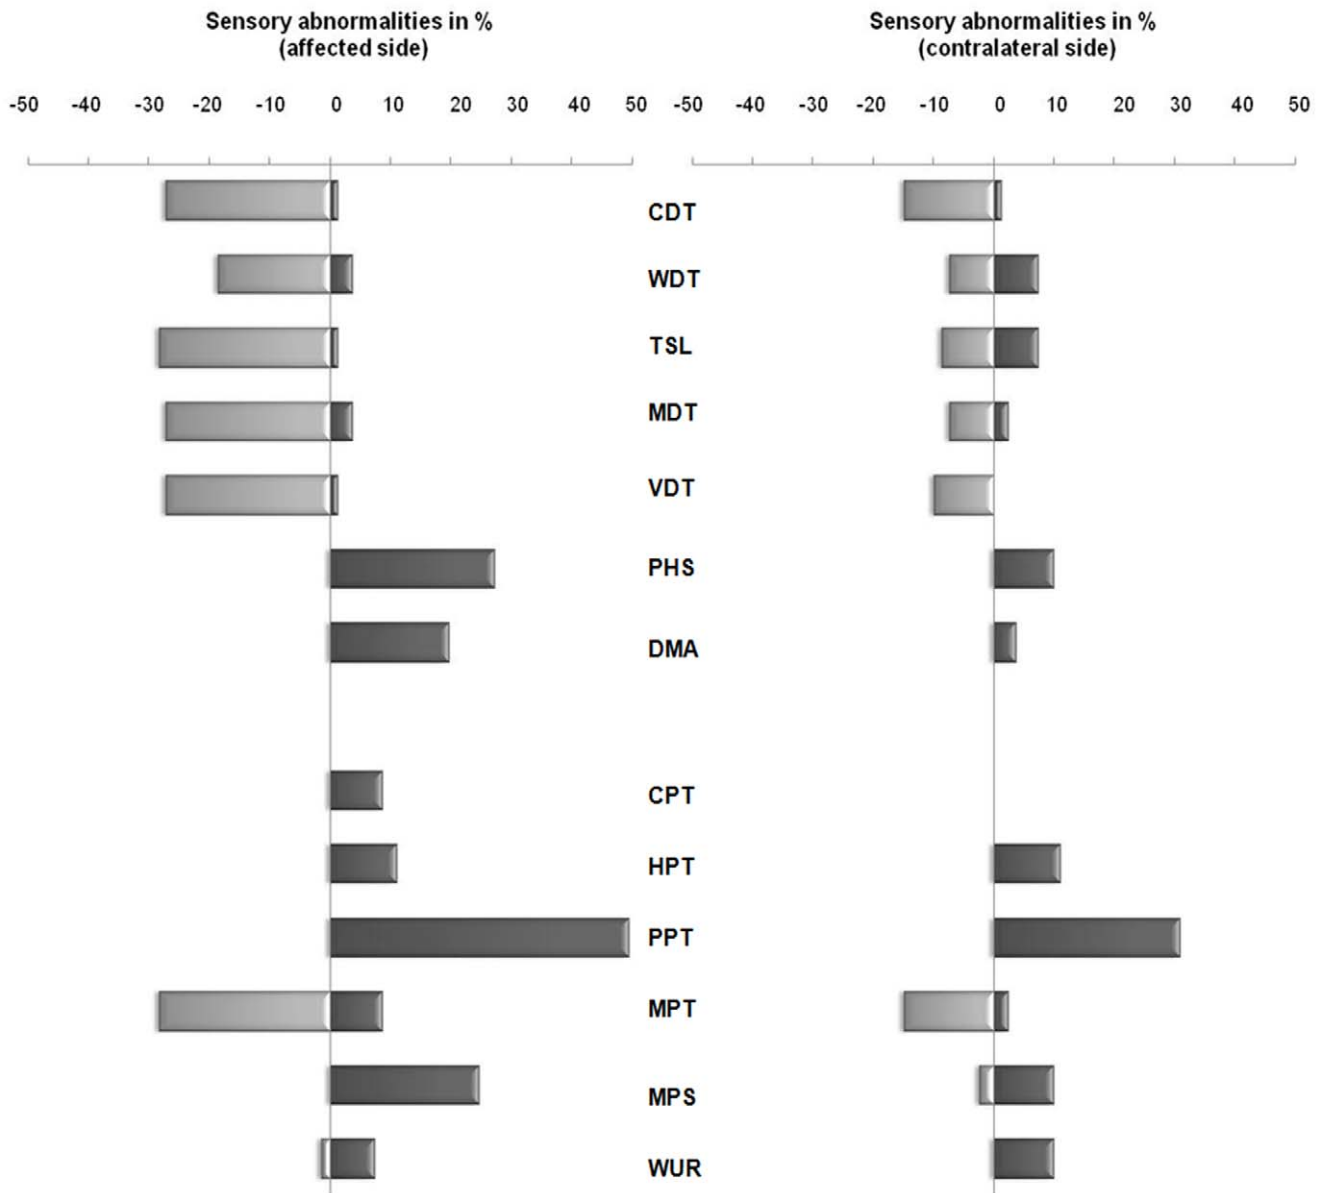 Sensory abnormalities in %
(affected side)
Sensory abnormalities in %
(contralateral side)
-50 -40 -30 -20 -10 0 10 20 30 40 50
-50 -40 -30 -20 -10 0 10 20 30 40 50
CDT
WDT
TSL
MDT
VDT
PHS
DMA
CPT
HPT
PPT
MPT
MPS
WUR